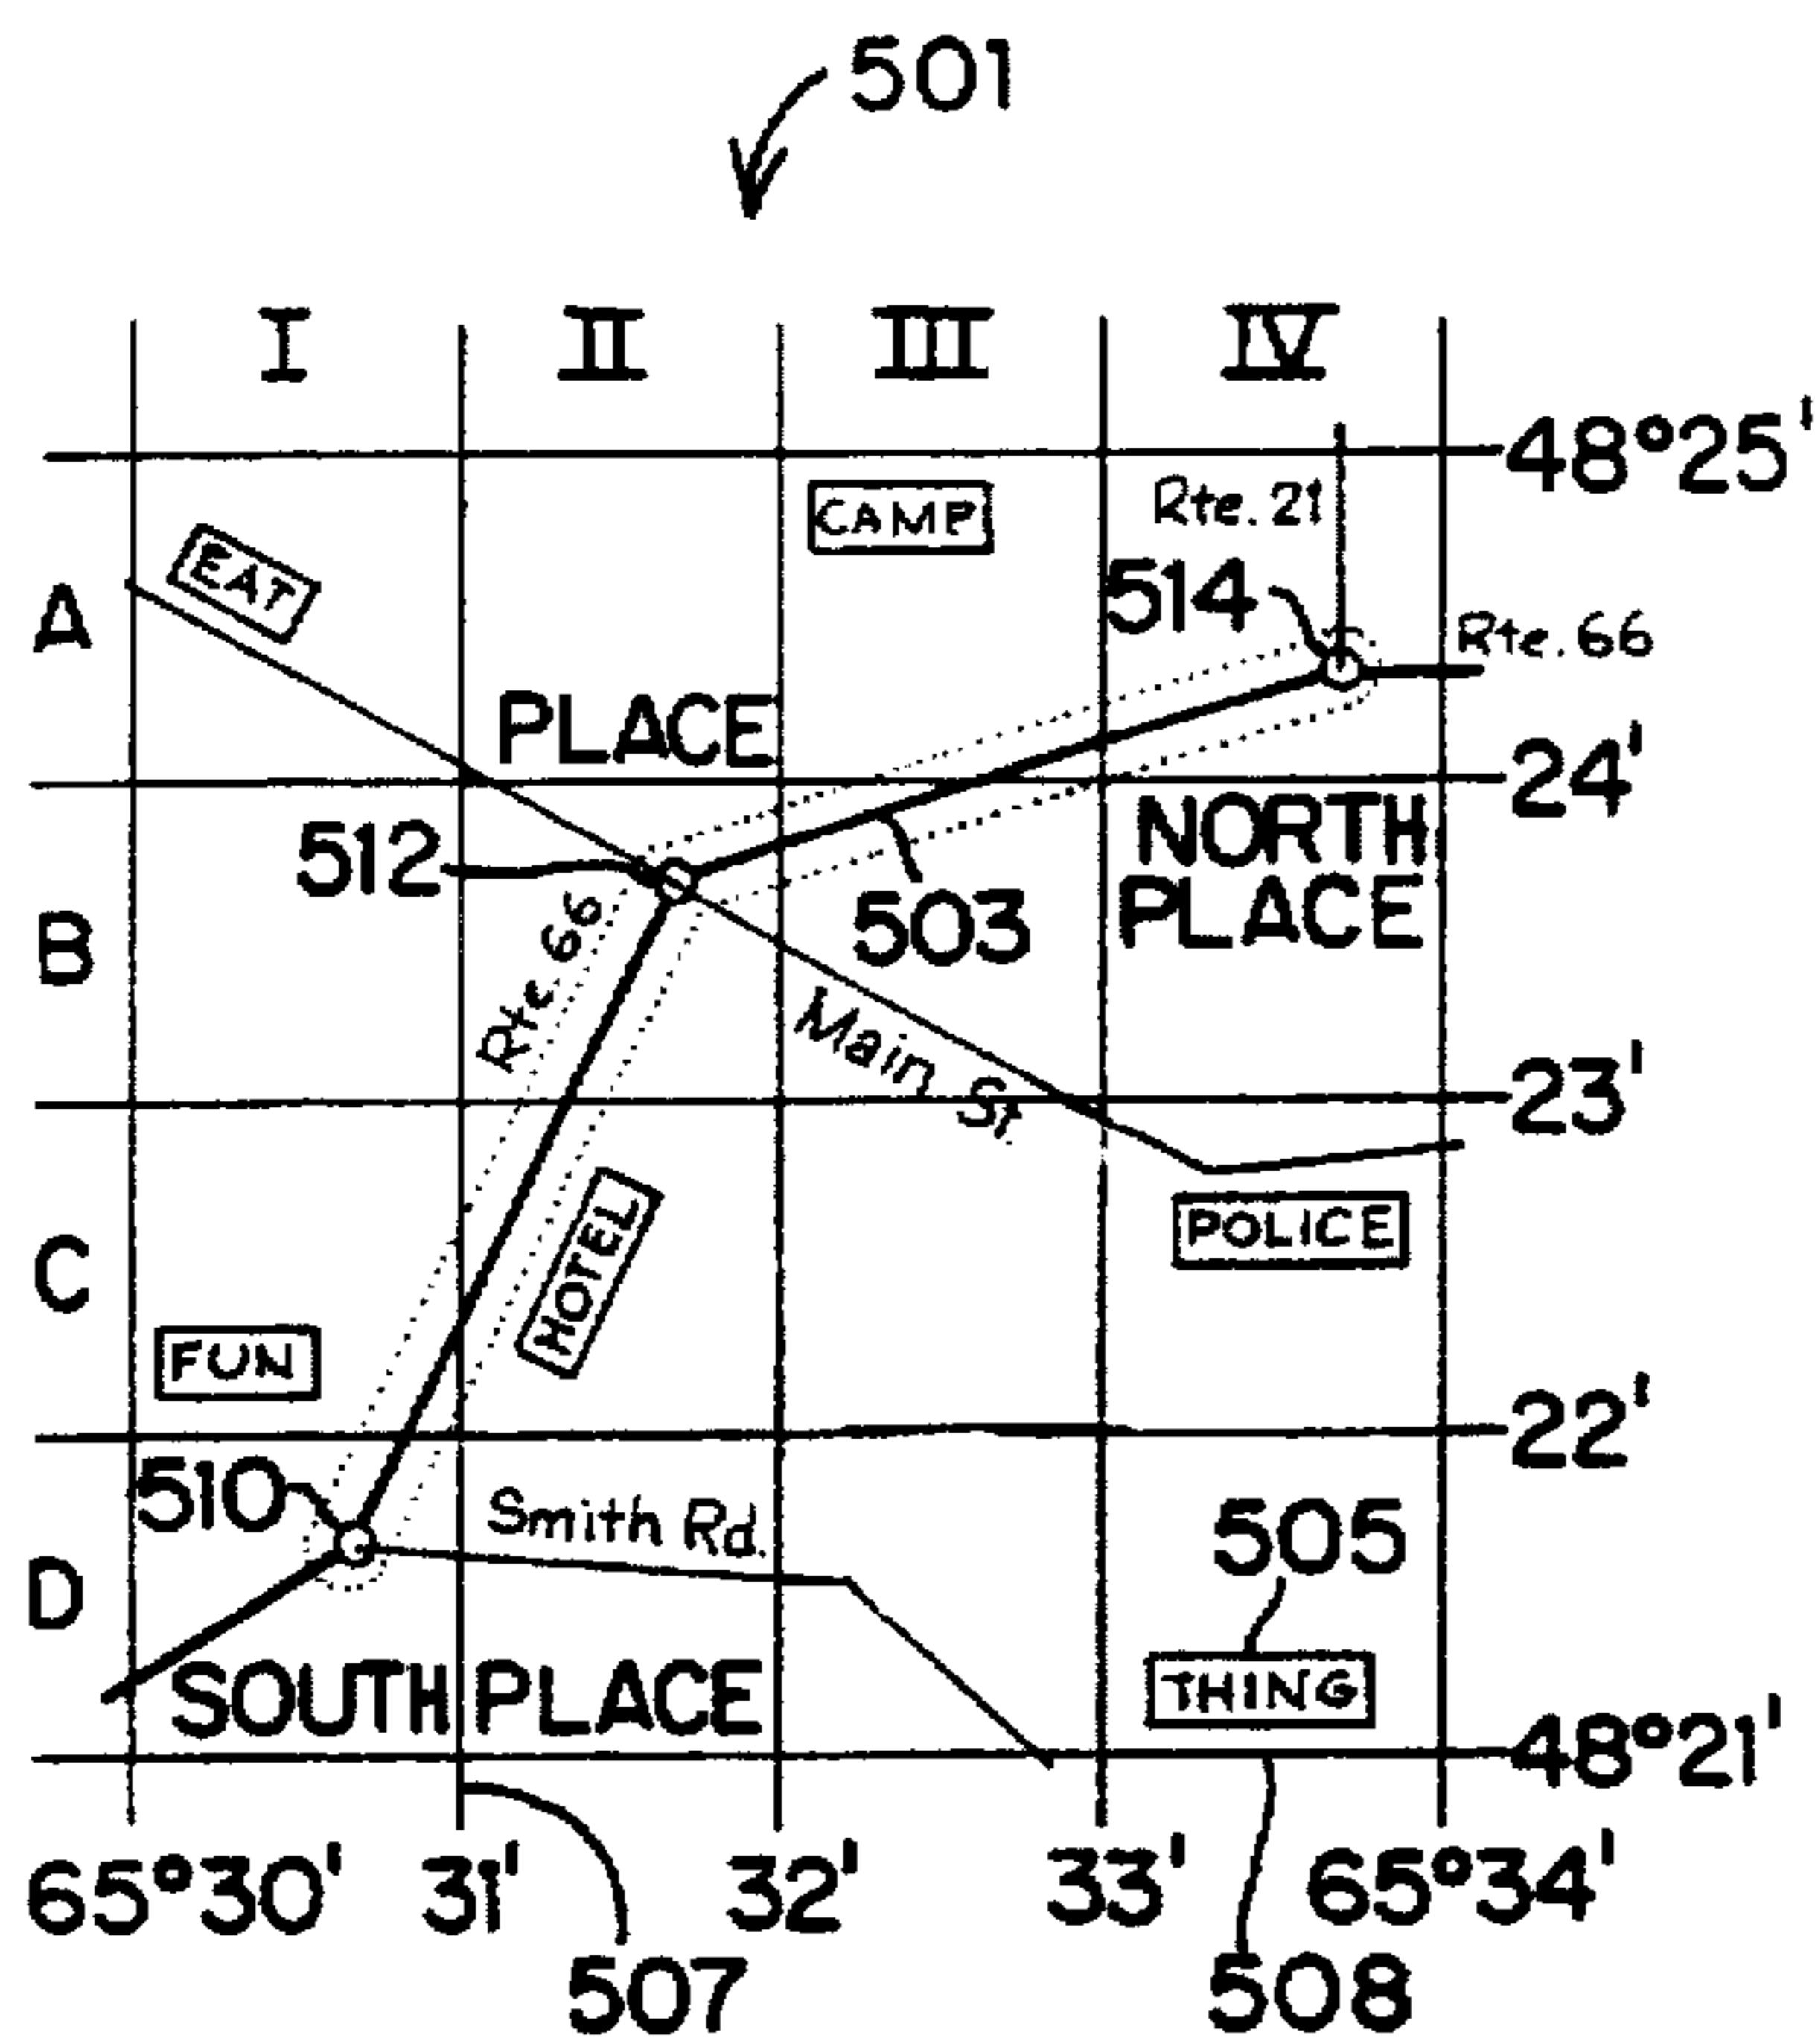 501
I II III IV
48°25'
CAMP
Rte. 21
EAT
514
A
Rte. 66
PLACE
24'
NORTH
PLACE
512
503
B
Rte 66
Main St.
23'
MOTEL
POLICE
C
FUN
22'
510
Smith Rd.
505
D
THING
SOUTH PLACE
48°21'
65°30' 31' 32' 33' 65°34'
507 508